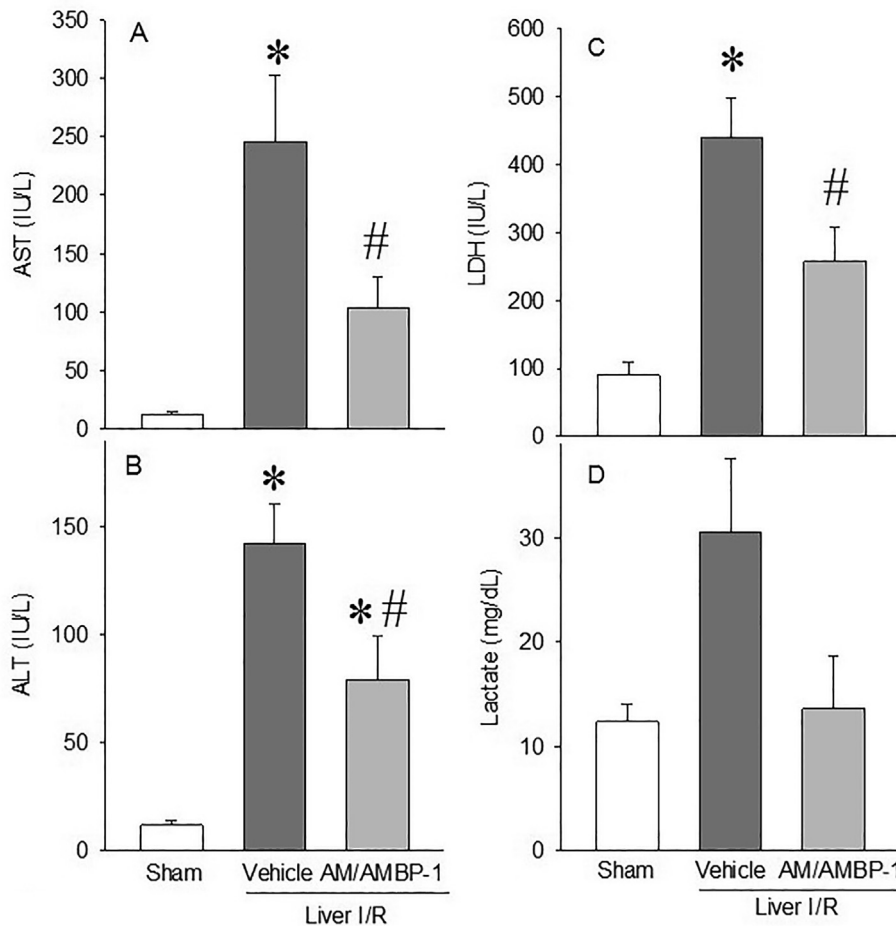 A
350
300
250
200
150
100
50
0
AST (IU/L)
*
#
C
600
500
400
300
200
100
0
LDH (IU/L)
*
#
B
150
100
50
0
ALT (IU/L)
*
*#
Sham
Vehicle
AM/AMBP-1
Liver I/R
D
30
20
10
0
Lactate (mg/dL)
Sham
Vehicle
AM/AMBP-1
Liver I/R